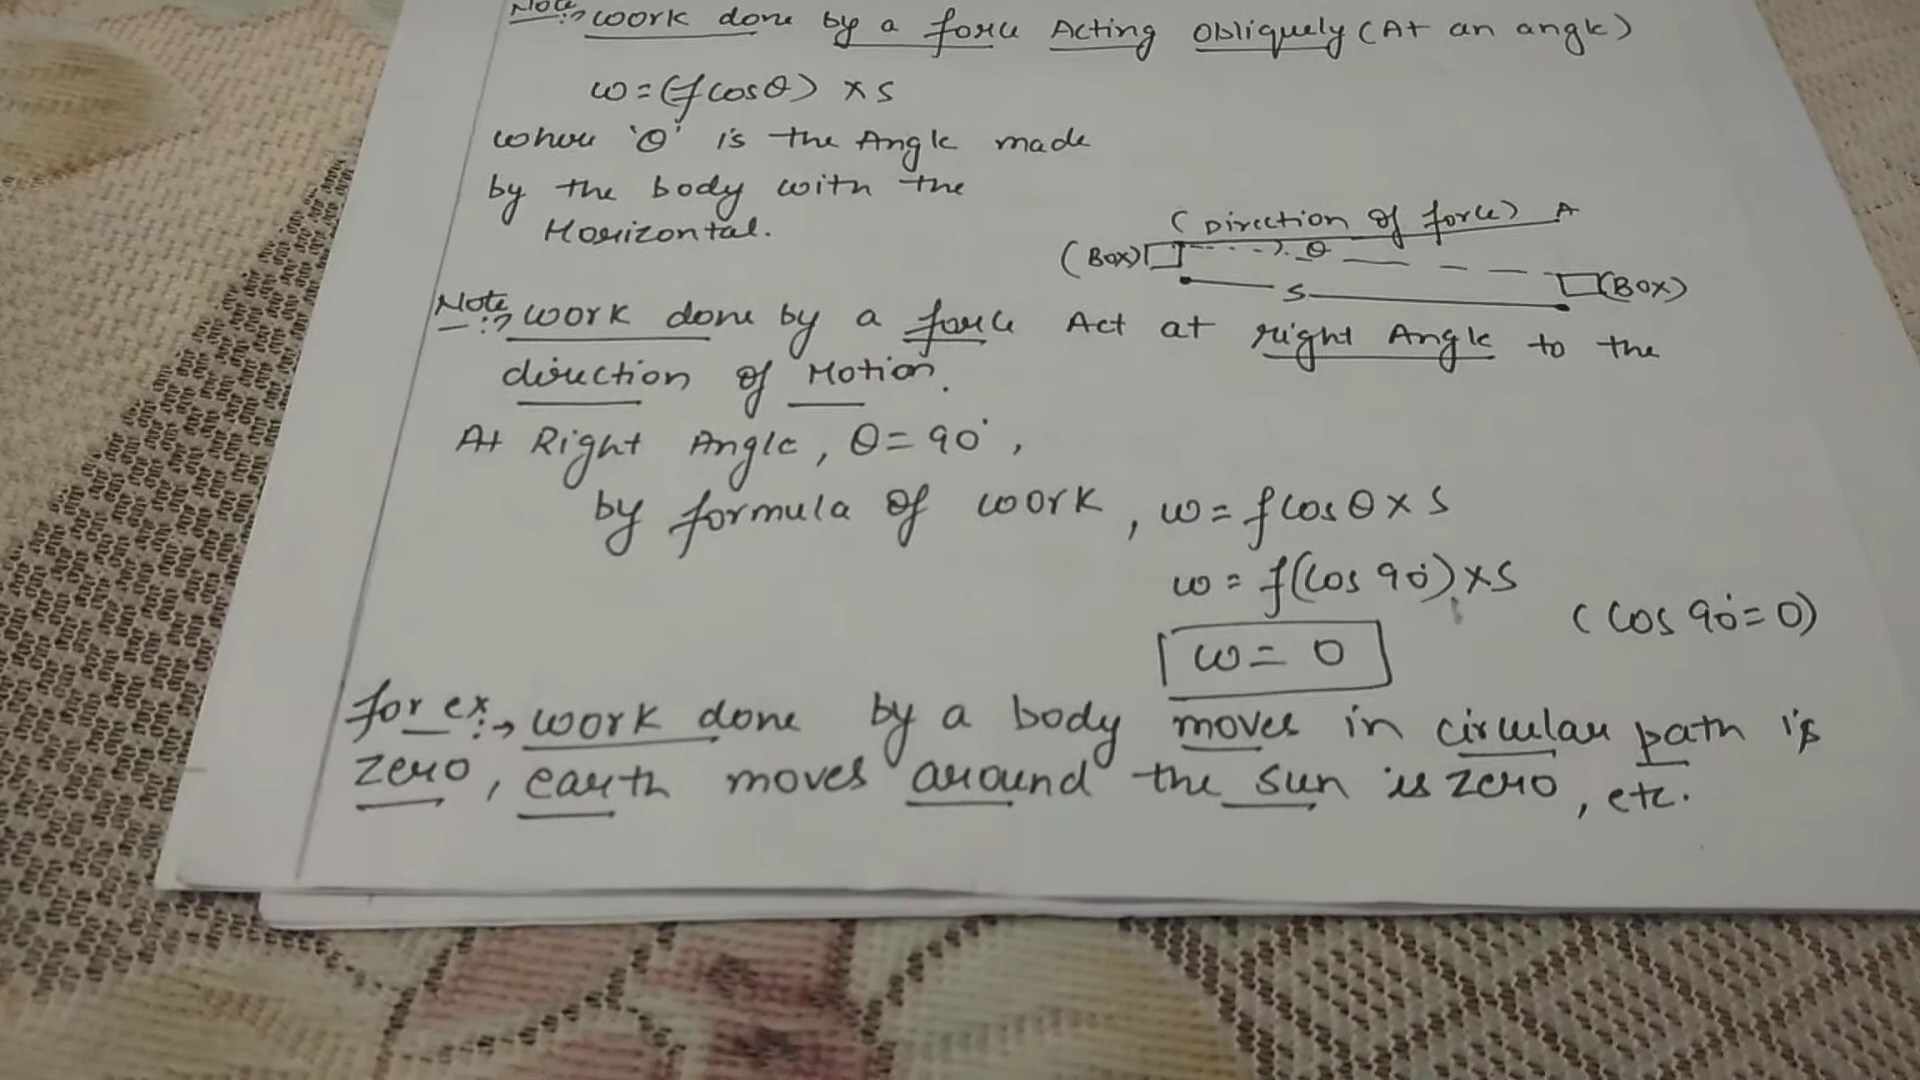 Note:→ work done by a force Acting Obliquely (At an angle)
w = (f cosθ) × s
where 'θ' is the Angle made
by the body with the
Horizontal.
(Direction of force) A
(Box) θ
s (Box)
Note:→ work done by a force Act at right Angle to the
direction of Motion.
At Right Angle, θ = 90°,
by formula of work, w = f cos θ × s
w = f(cos 90°) × s
(cos 90° = 0)
w = 0
for ex:→ work done by a body moves in circular path is
zero, earth moves around the sun is zero, etc.